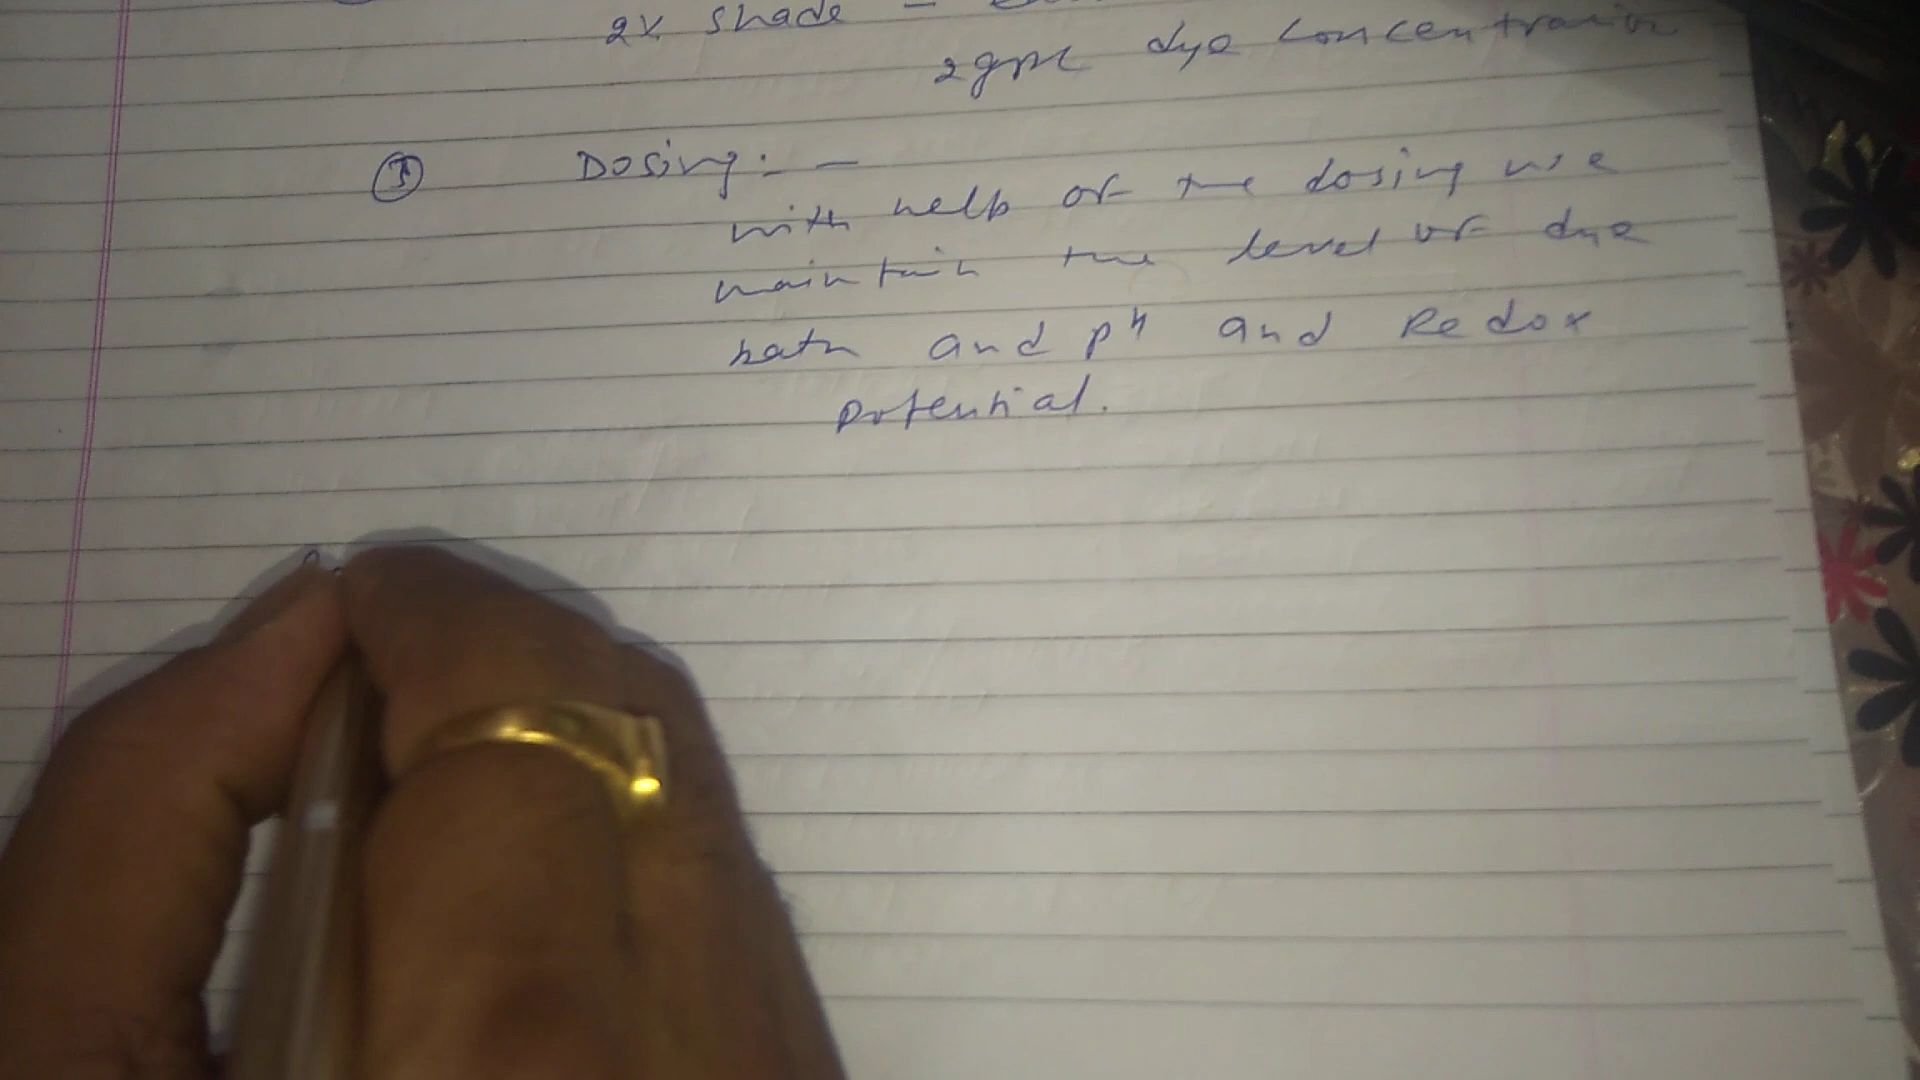 2% shade -
2gpl dye concentration
③ Dosing:-
with help of the dosing use
maintain the level of dye
bath and pH and Redox
potential.